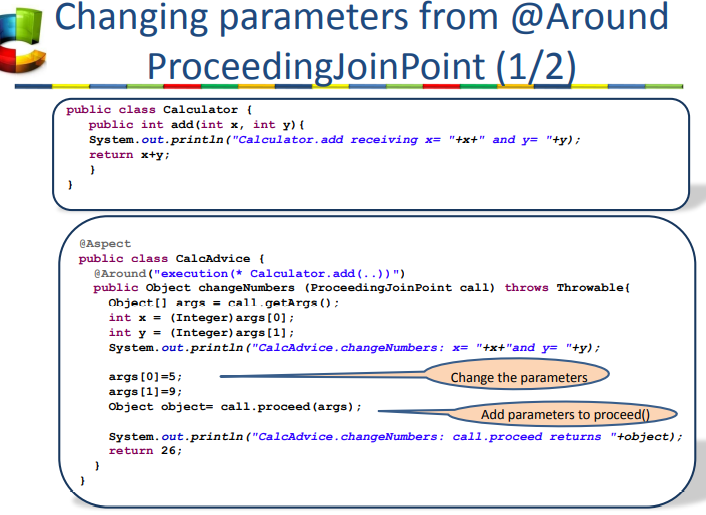 Changing parameters from @Around
ProceedingJoinPoint (1/2)
public class Calculator {
public int add(int x, int y){
System.out.println("Calculator.add receiving x= "+x+" and y= "+y);
return x+y;
}
}
@Aspect
public class CalcAdvice {
@Around("execution(* Calculator.add(..))")
public Object changeNumbers (ProceedingJoinPoint call) throws Throwable{
Object[] args = call.getArgs();
int x = (Integer)args[0];
int y = (Integer)args[1];
System.out.println("CalcAdvice.changeNumbers: x= "+x+"and y= "+y);
args[0]=5;
Change the parameters
args[1]=9;
Object object= call.proceed(args);
Add parameters to proceed()
System.out.println("CalcAdvice.changeNumbers: call.proceed returns "+object);
return 26;
}
}